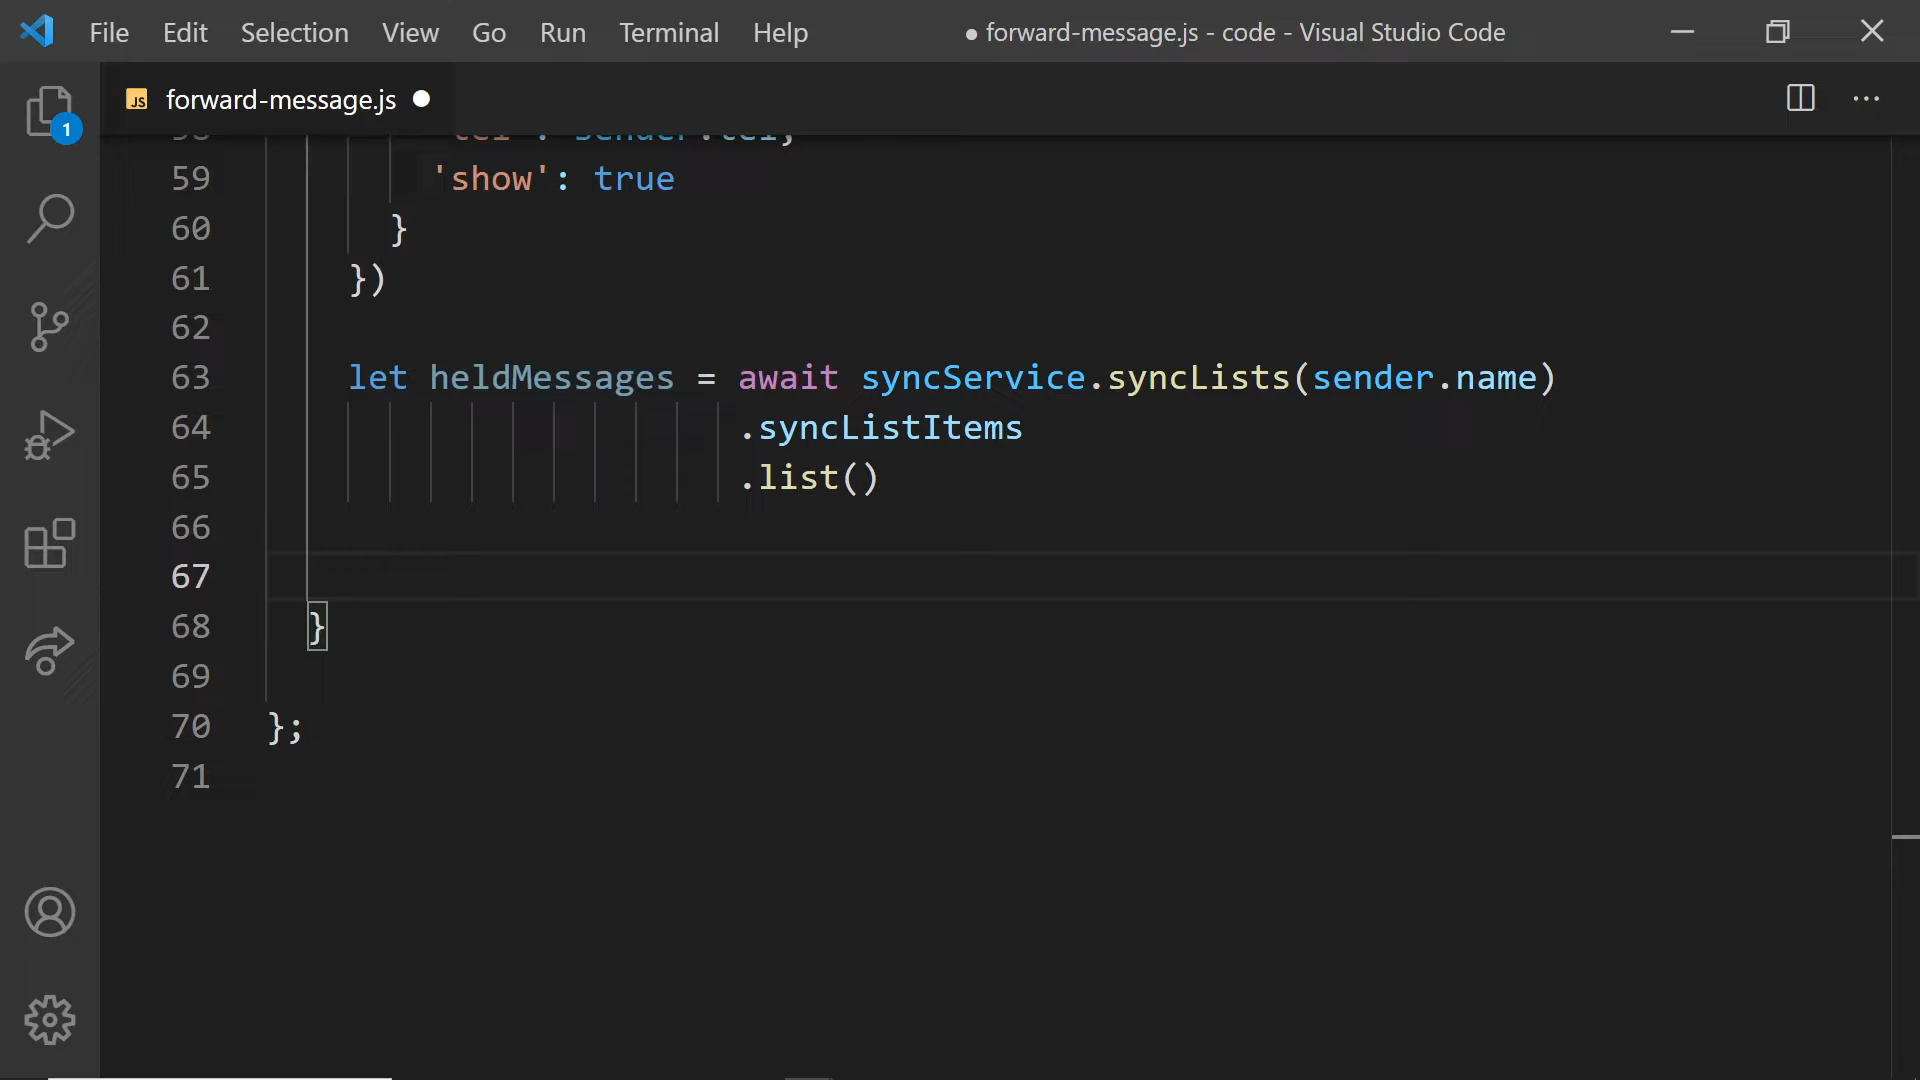 File Edit Selection View Go Run Terminal Help ● forward-message.js - code - Visual Studio Code
JS forward-message.js ●
1
59 'show': true
60 }
61 })
62
63 let heldMessages = await syncService.syncLists(sender.name)
64 .syncListItems
65 .list()
66
67
68 }
69
70 };
71